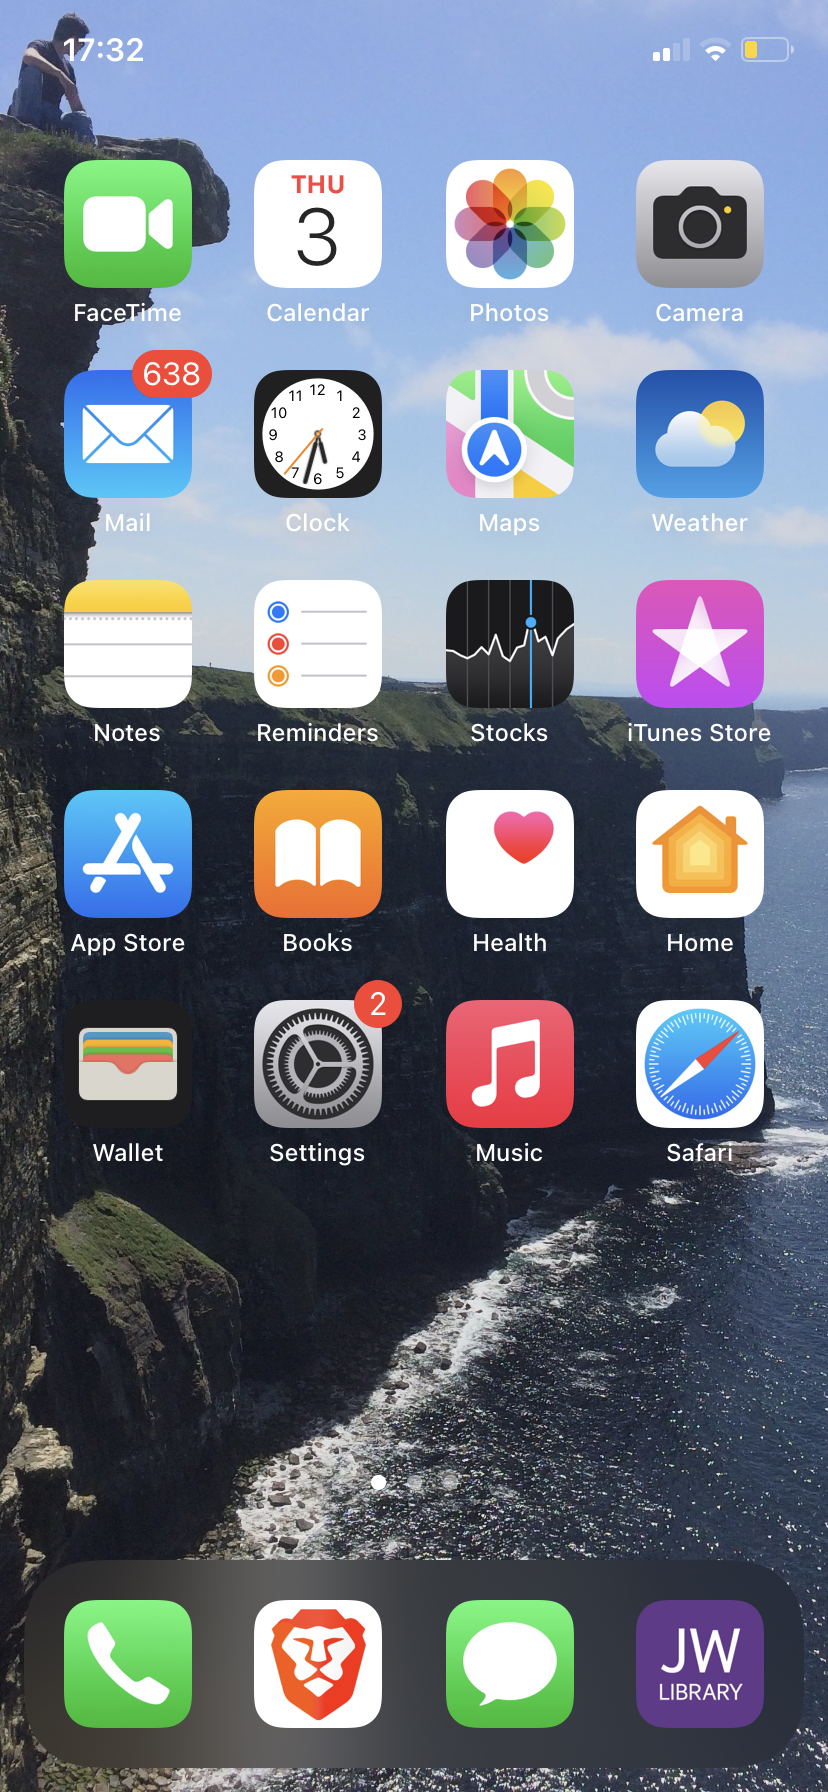 17:32
THU
3
FaceTime
Calendar
Photos
Camera
638
12
11 1
10 2
9 3
8 4
7 5
6
Mail
Clock
Maps
Weather
Notes
Reminders
Stocks
iTunes Store
App Store
Books
Health
Home
2
Wallet
Settings
Music
Safari
JW
LIBRARY